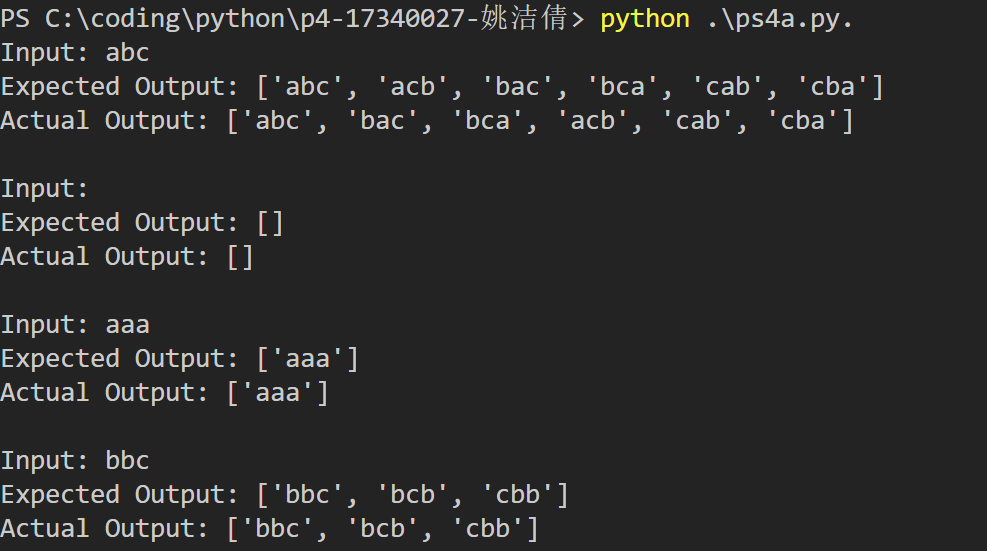 PS C:\coding\python\p4-17340027-姚洁倩> python .\ps4a.py.
Input: abc
Expected Output: ['abc', 'acb', 'bac', 'bca', 'cab', 'cba']
Actual Output: ['abc', 'bac', 'bca', 'acb', 'cab', 'cba']
Input:
Expected Output: []
Actual Output: []
Input: aaa
Expected Output: ['aaa']
Actual Output: ['aaa']
Input: bbc
Expected Output: ['bbc', 'bcb', 'cbb']
Actual Output: ['bbc', 'bcb', 'cbb']